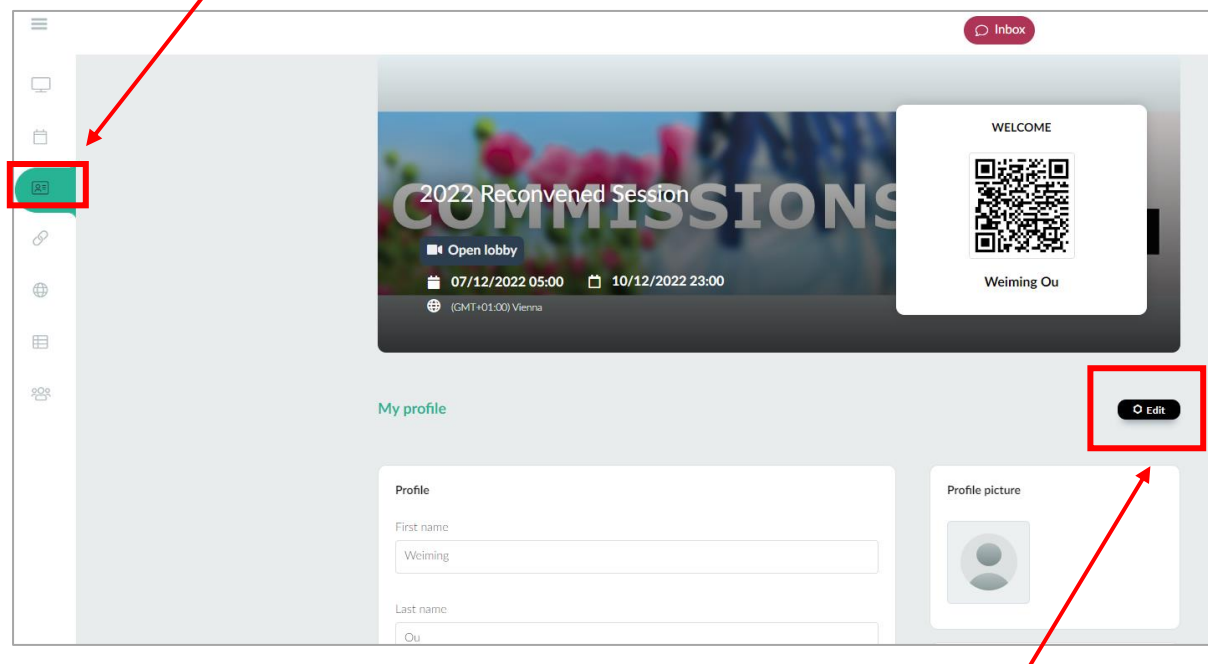 Inbox
WELCOME
COMMISSIONS
2022 Reconvened Session
Open lobby
07/12/2022 05:00 10/12/2022 23:00
(GMT+01:00) Vienna
Weiming Ou
My profile
Edit
Profile
Profile picture
First name
Weiming
Last name
Ou